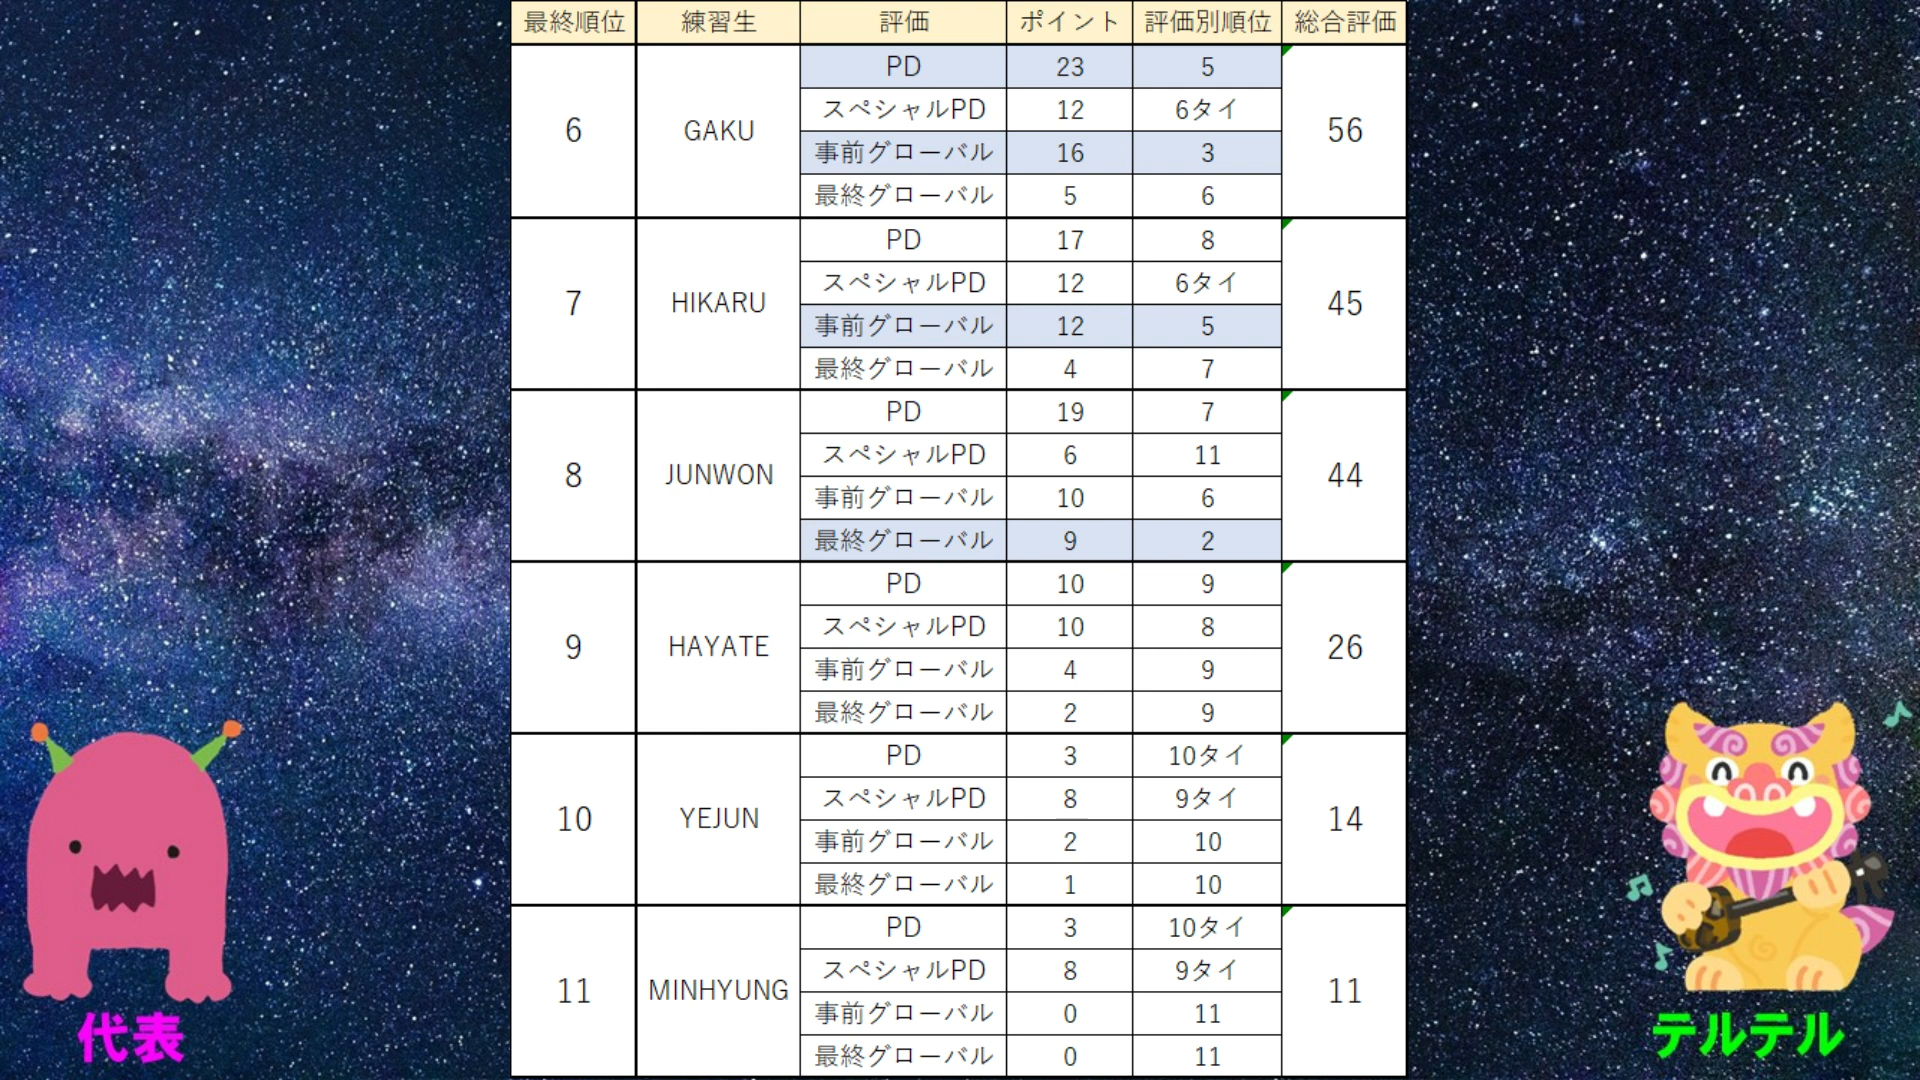 最終順位 練習生 評価 ポイント 評価別順位 総合評価
6 GAKU 56
PD 23 5
スペシャルPD 12 6タイ
事前グローバル 16 3
最終グローバル 5 6
7 HIKARU 45
PD 17 8
スペシャルPD 12 6タイ
事前グローバル 12 5
最終グローバル 4 7
8 JUNWON 44
PD 19 7
スペシャルPD 6 11
事前グローバル 10 6
最終グローバル 9 2
9 HAYATE 26
PD 10 9
スペシャルPD 10 8
事前グローバル 4 9
最終グローバル 2 9
10 YEJUN 14
PD 3 10タイ
スペシャルPD 8 9タイ
事前グローバル 2 10
最終グローバル 1 10
11 MINHYUNG 11
PD 3 10タイ
スペシャルPD 8 9タイ
事前グローバル 0 11
最終グローバル 0 11
代表
テルテル